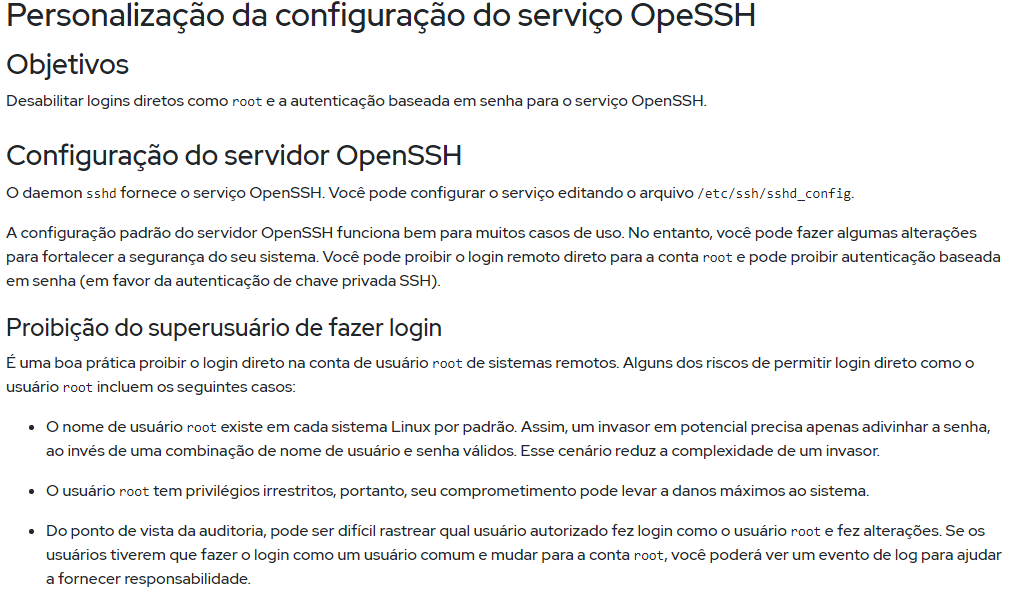 Personalização da configuração do serviço OpeSSH
Objetivos
Desabilitar logins diretos como root e a autenticação baseada em senha para o serviço OpenSSH.
Configuração do servidor OpenSSH
O daemon sshd fornece o serviço OpenSSH. Você pode configurar o serviço editando o arquivo /etc/ssh/sshd_config.
A configuração padrão do servidor OpenSSH funciona bem para muitos casos de uso. No entanto, você pode fazer algumas alterações
para fortalecer a segurança do seu sistema. Você pode proibir o login remoto direto para a conta root e pode proibir autenticação baseada
em senha (em favor da autenticação de chave privada SSH).
Proibição do superusuário de fazer login
É uma boa prática proibir o login direto na conta de usuário root de sistemas remotos. Alguns dos riscos de permitir login direto como o
usuário root incluem os seguintes casos:
• O nome de usuário root existe em cada sistema Linux por padrão. Assim, um invasor em potencial precisa apenas adivinhar a senha,
ao invés de uma combinação de nome de usuário e senha válidos. Esse cenário reduz a complexidade de um invasor.
• O usuário root tem privilégios irrestritos, portanto, seu comprometimento pode levar a danos máximos ao sistema.
• Do ponto de vista da auditoria, pode ser difícil rastrear qual usuário autorizado fez login como o usuário root e fez alterações. Se os
usuários tiverem que fazer o login como um usuário comum e mudar para a conta root, você poderá ver um evento de log para ajudar
a fornecer responsabilidade.